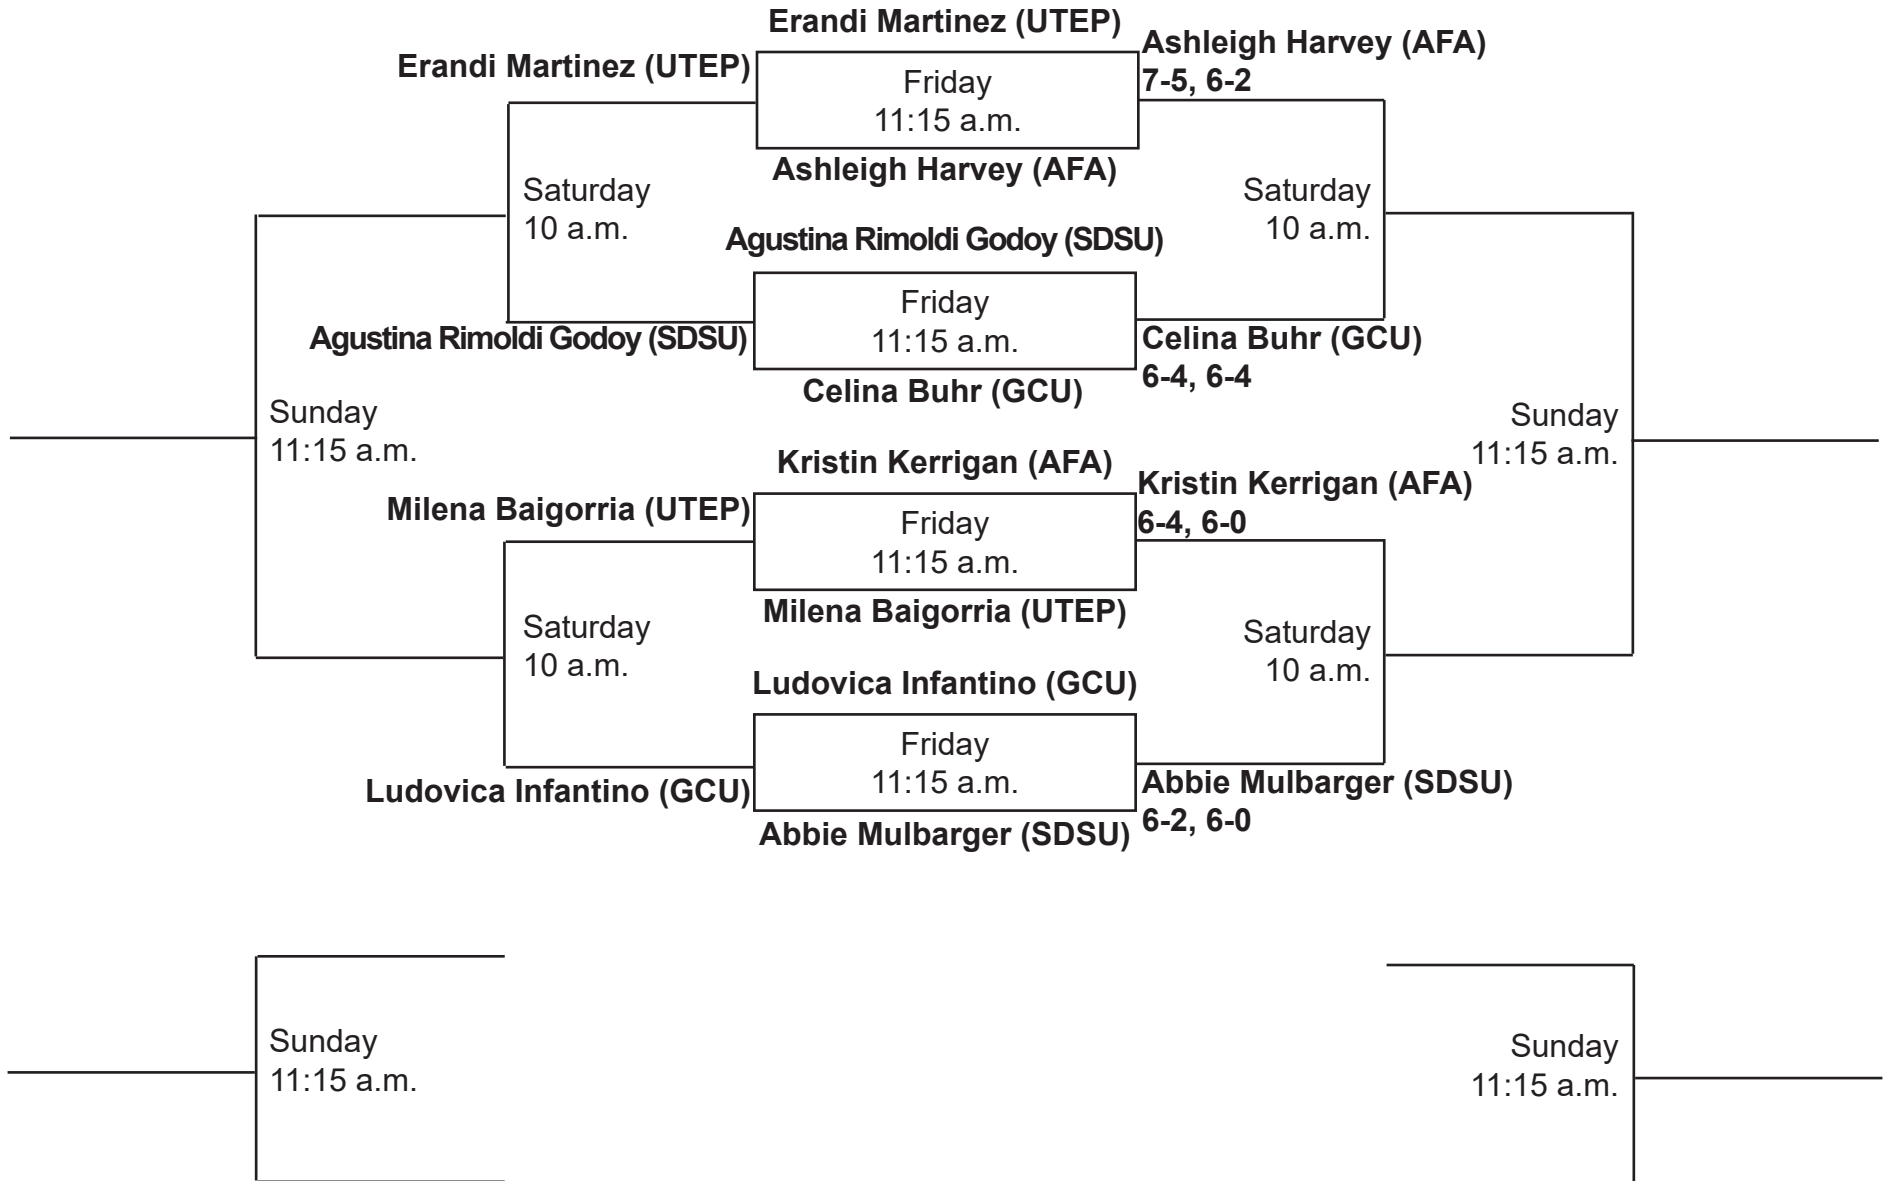 Erandi Martinez (UTEP)
Erandi Martinez (UTEP)
Ashleigh Harvey (AFA)
7-5, 6-2
Friday
11:15 a.m.
Ashleigh Harvey (AFA)
Saturday
10 a.m.
Saturday
10 a.m.
Agustina Rimoldi Godoy (SDSU)
Friday
11:15 a.m.
Agustina Rimoldi Godoy (SDSU)
Celina Buhr (GCU)
6-4, 6-4
Celina Buhr (GCU)
Sunday
11:15 a.m.
Sunday
11:15 a.m.
Kristin Kerrigan (AFA)
Milena Baigorria (UTEP)
Kristin Kerrigan (AFA)
6-4, 6-0
Friday
11:15 a.m.
Milena Baigorria (UTEP)
Saturday
10 a.m.
Saturday
10 a.m.
Ludovica Infantino (GCU)
Friday
11:15 a.m.
Ludovica Infantino (GCU)
Abbie Mulbarger (SDSU)
6-2, 6-0
Abbie Mulbarger (SDSU)
Sunday
11:15 a.m.
Sunday
11:15 a.m.